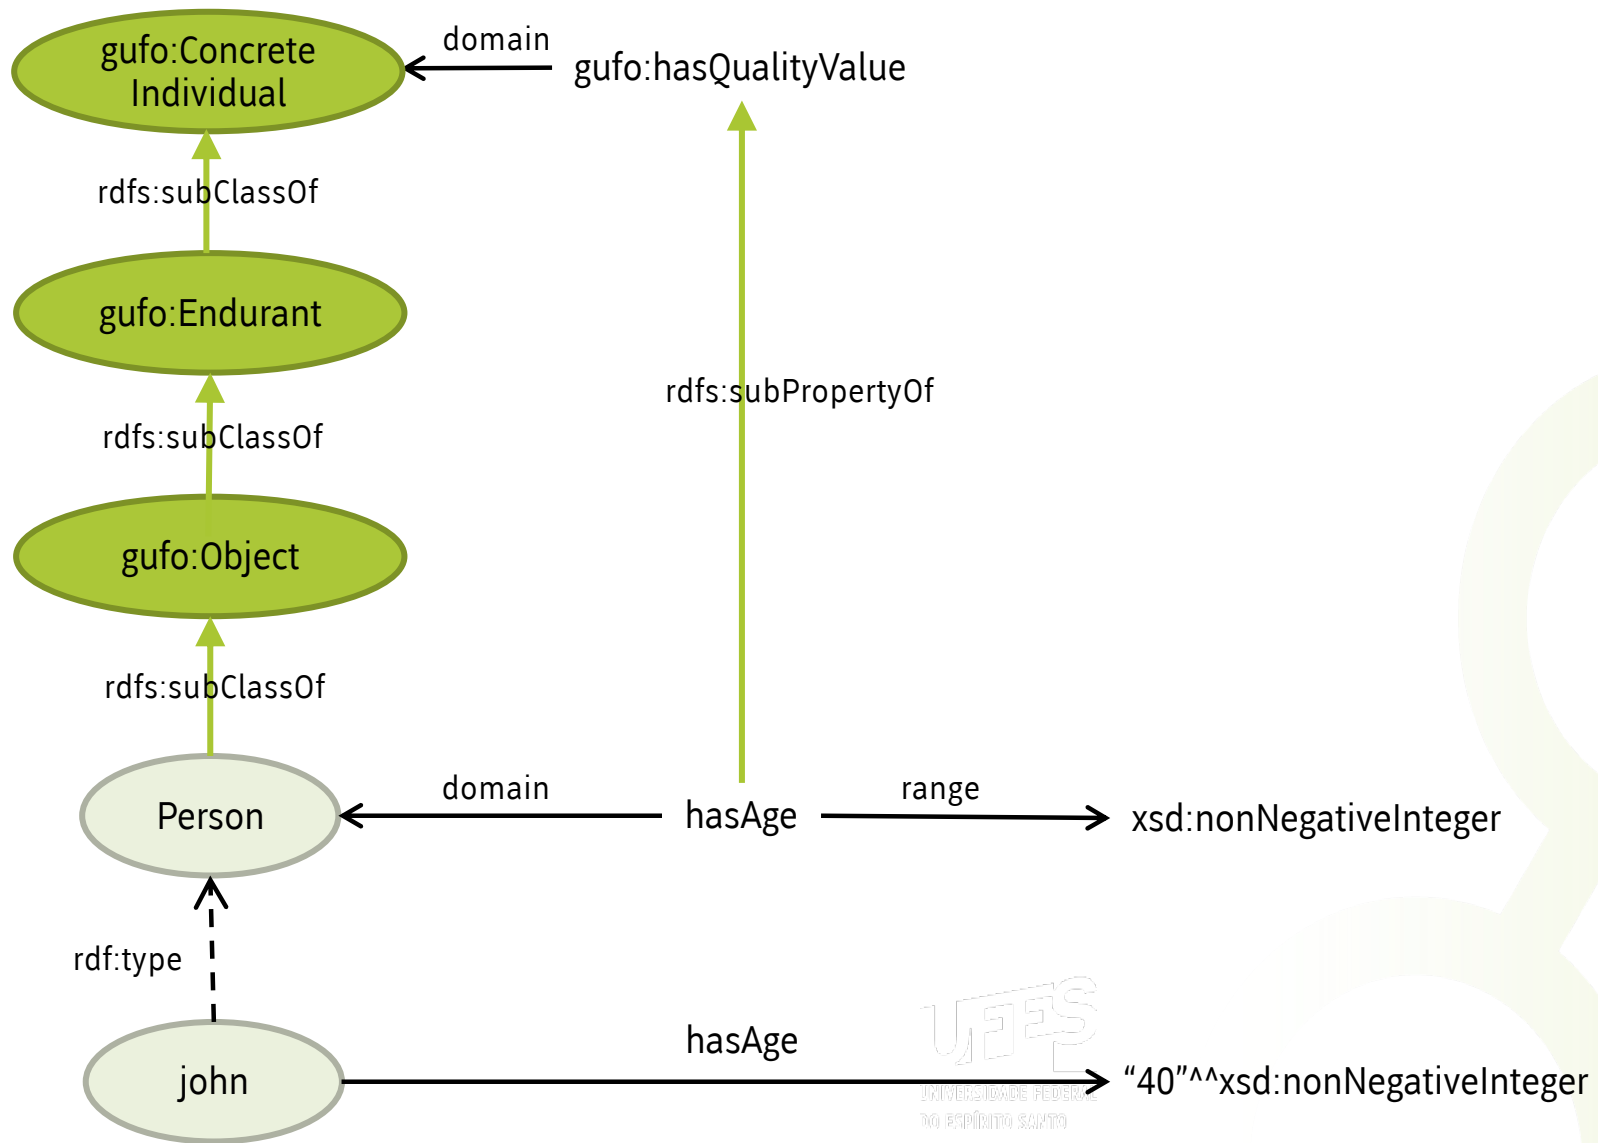 gufo:Concrete
Individual
domain
gufo:hasQualityValue
rdfs:subClassOf
gufo:Endurant
rdfs:subPropertyOf
rdfs:subClassOf
gufo:Object
rdfs:subClassOf
Person
domain
hasAge
range
xsd:nonNegativeInteger
rdf:type
john
hasAge
“40”^^xsd:nonNegativeInteger
UFES
UNIVERSIDADE FEDERAL
DO ESPÍRITO SANTO